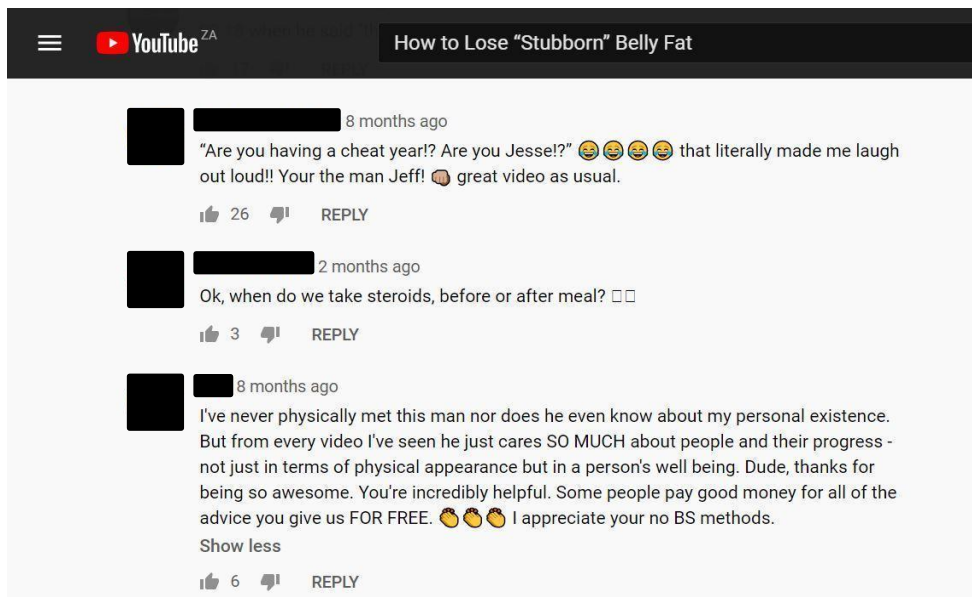 YouTube ZA
How to Lose “Stubborn” Belly Fat
8 months ago
“Are you having a cheat year!? Are you Jesse!?” 😂😂😂😂 that literally made me laugh
out loud!! Your the man Jeff! 👊🏽 great video as usual.
26 REPLY
2 months ago
Ok, when do we take steroids, before or after meal? □□
3 REPLY
8 months ago
I've never physically met this man nor does he even know about my personal existence.
But from every video I've seen he just cares SO MUCH about people and their progress -
not just in terms of physical appearance but in a person's well being. Dude, thanks for
being so awesome. You're incredibly helpful. Some people pay good money for all of the
advice you give us FOR FREE. 👏👏👏 I appreciate your no BS methods.
Show less
6 REPLY